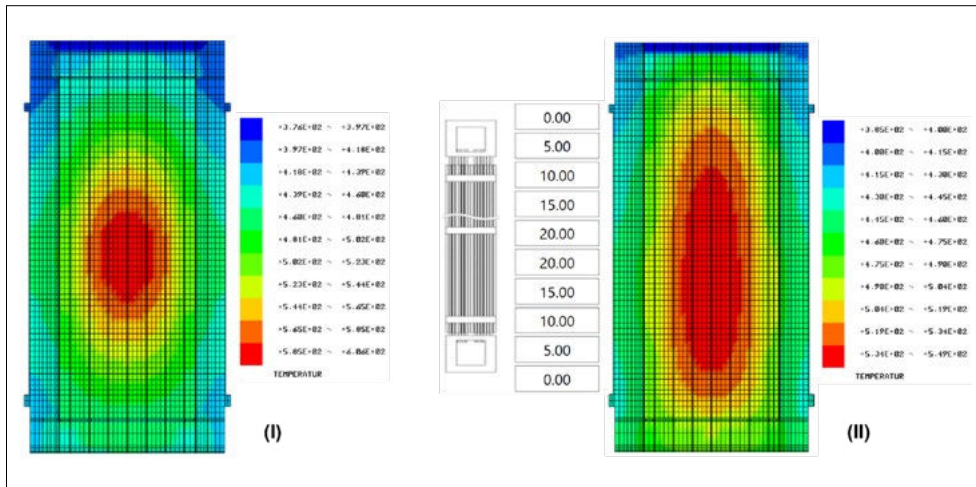 +3.76E+02 ~ +3.97E+02
+3.97E+02 ~ +4.18E+02
+4.18E+02 ~ +4.39E+02
+4.39E+02 ~ +4.60E+02
+4.60E+02 ~ +4.81E+02
+4.81E+02 ~ +5.02E+02
+5.02E+02 ~ +5.23E+02
+5.23E+02 ~ +5.44E+02
+5.44E+02 ~ +5.65E+02
+5.65E+02 ~ +5.85E+02
+5.85E+02 ~ +6.06E+02
TEMPERATUR
(I)
0.00
5.00
10.00
15.00
20.00
20.00
15.00
10.00
5.00
0.00
+3.85E+02 ~ +4.00E+02
+4.00E+02 ~ +4.15E+02
+4.15E+02 ~ +4.30E+02
+4.30E+02 ~ +4.45E+02
+4.45E+02 ~ +4.60E+02
+4.60E+02 ~ +4.75E+02
+4.75E+02 ~ +4.90E+02
+4.90E+02 ~ +5.04E+02
+5.04E+02 ~ +5.19E+02
+5.19E+02 ~ +5.34E+02
+5.34E+02 ~ +5.49E+02
TEMPERATUR
(II)